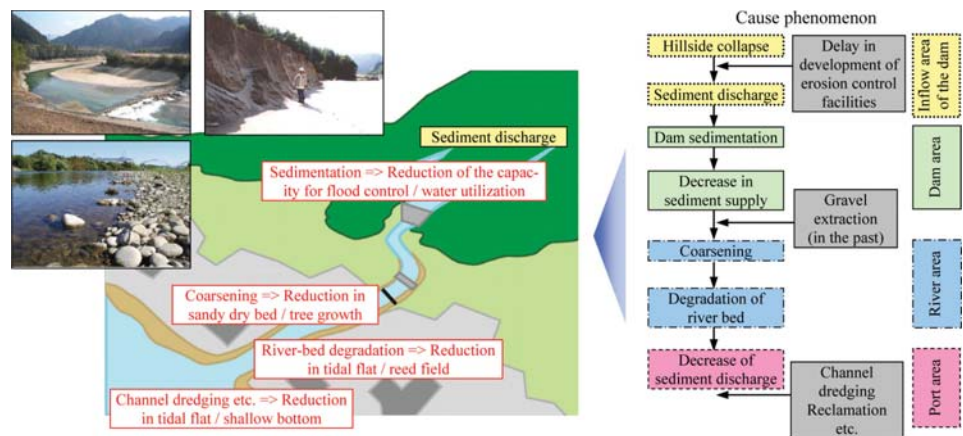 Sediment discharge
Sedimentation => Reduction of the capac-
ity for flood control / water utilization
Coarsening => Reduction in
sandy dry bed / tree growth
River-bed degradation => Reduction
in tidal flat / reed field
Channel dredging etc. => Reduction
in tidal flat / shallow bottom
Cause phenomenon
Hillside collapse
Delay in
development of
erosion control
facilities
Sediment discharge
Inflow area
of the dam
Dam sedimentation
Decrease in
sediment supply
Dam area
Gravel
extraction
(in the past)
Coarsening
Degradation of
river bed
River area
Decrease of
sediment discharge
Channel
dredging
Reclamation
etc.
Port area